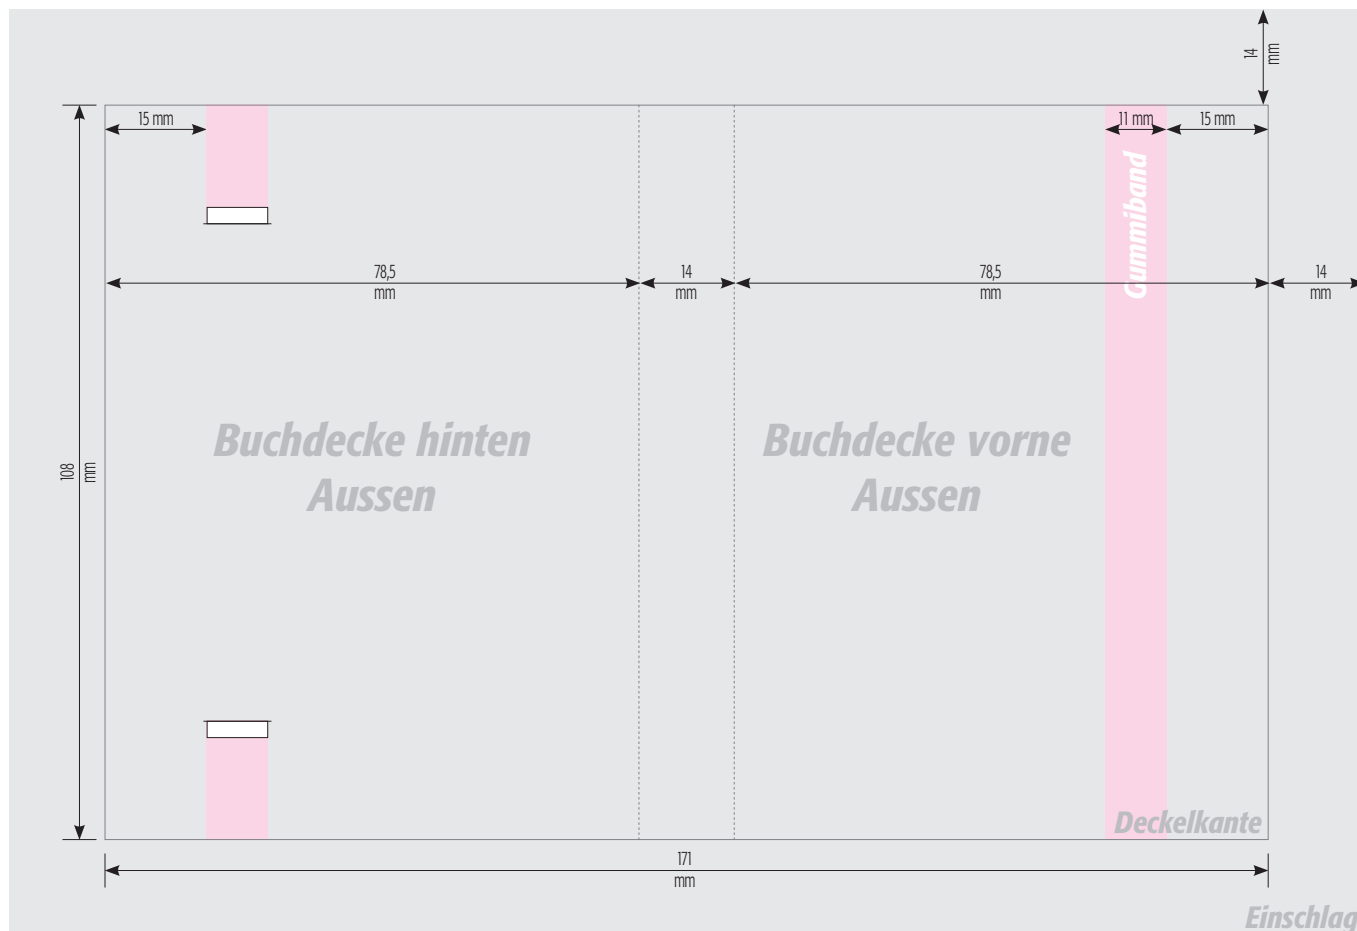 14
mm
15 mm
11 mm
15 mm
Gummiband
78,5
mm
14
mm
78,5
mm
14
mm
Buchdecke hinten
Aussen
Buchdecke vorne
Aussen
108
mm
Deckelkante
171
mm
Einschlag